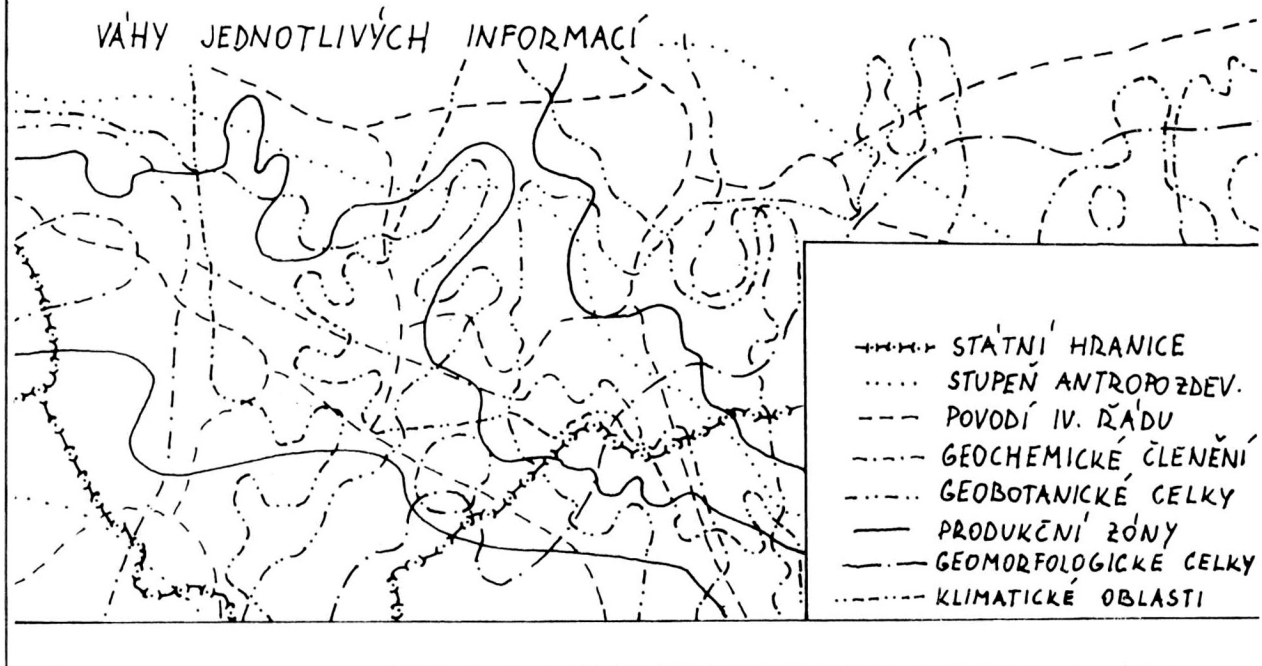 VÁHY JEDNOTLIVÝCH INFORMACÍ
STÁTNÍ HRANICE
STUPEŇ ANTROPOZDEV.
POVODÍ IV. ŘÁDU
GEOCHEMICKÉ ČLENĚNÍ
GEOBOTANICKÉ CELKY
PRODUKČNÍ ZÓNY
GEOMORFOLOGICKÉ CELKY
KLIMATICKÉ OBLASTI